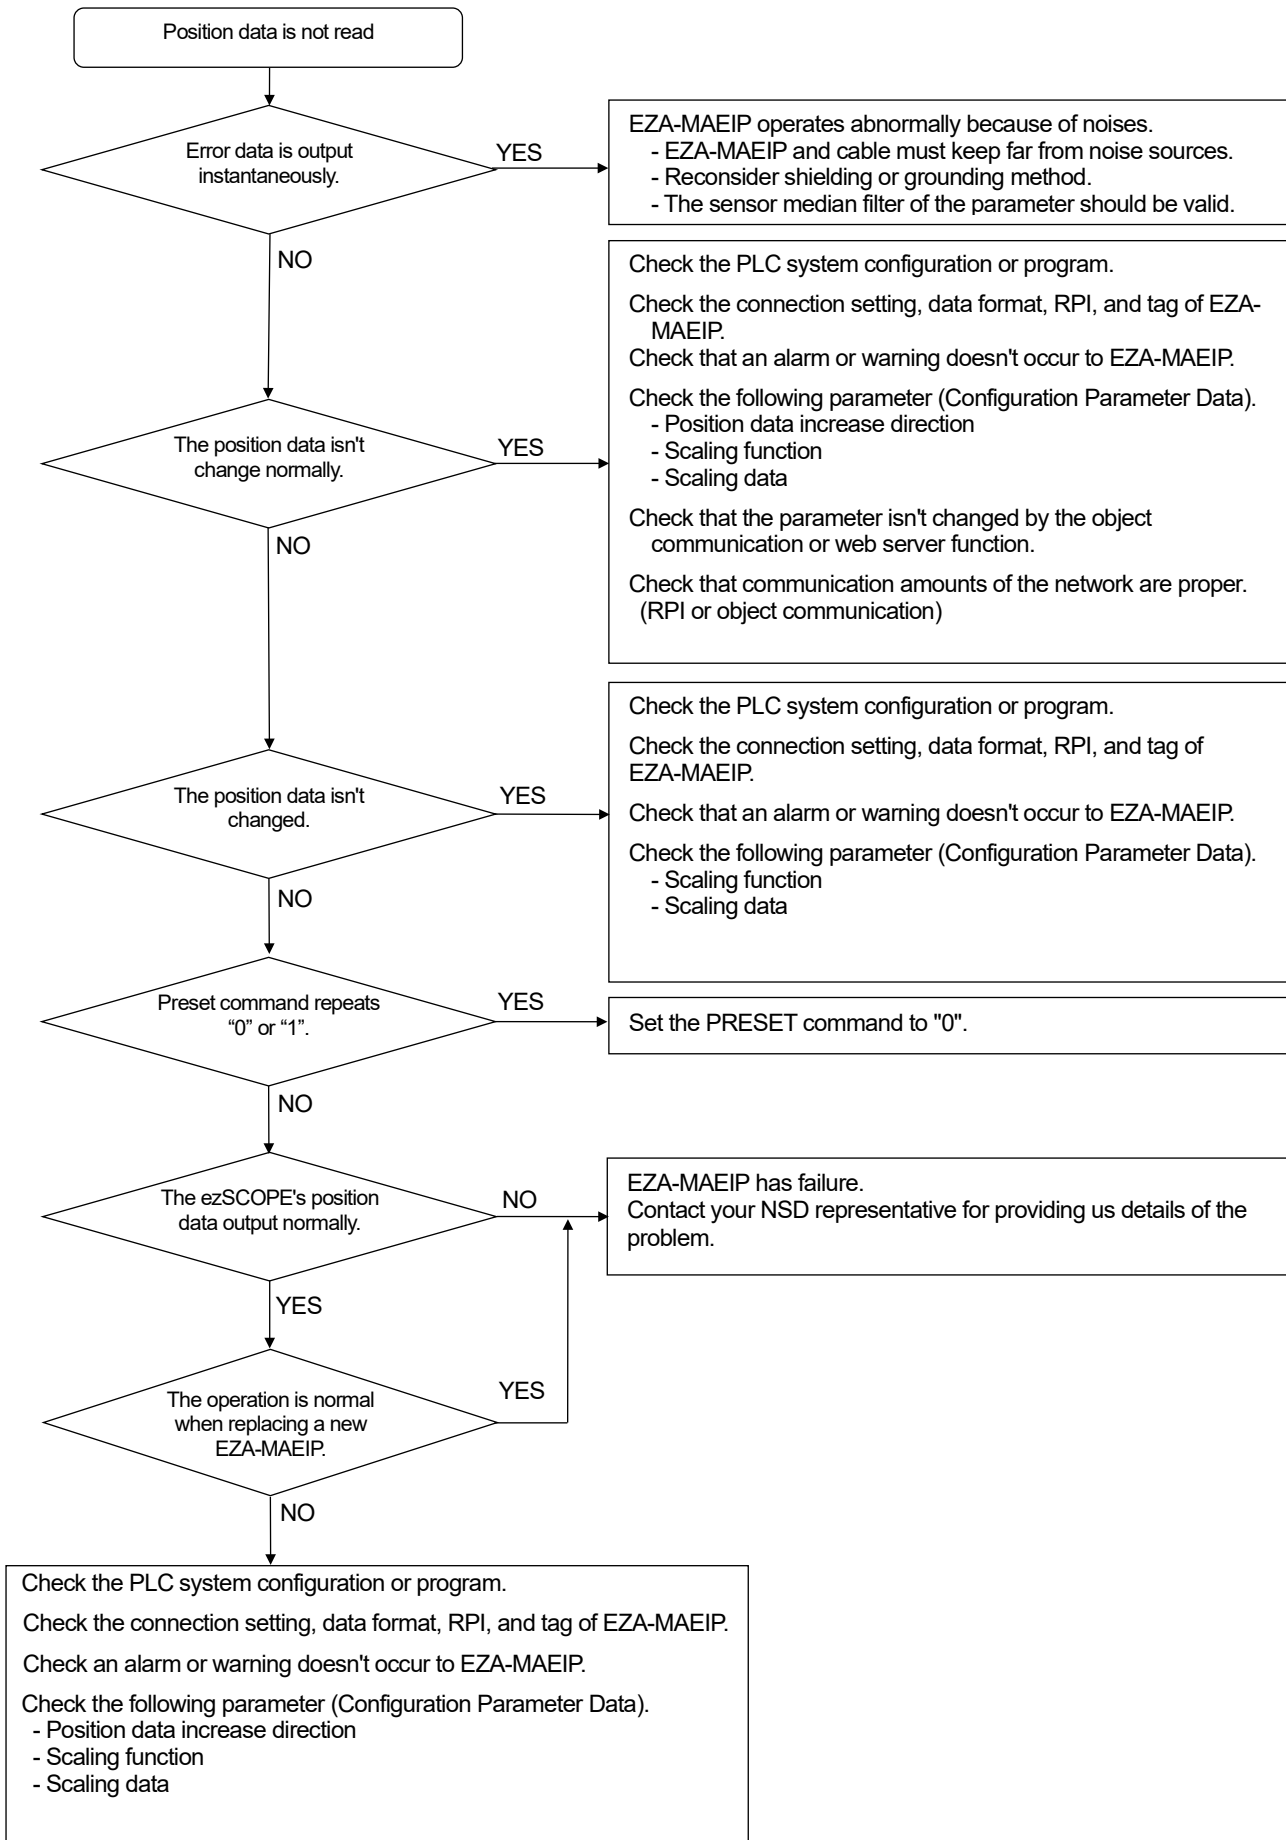 Position data is not read
Error data is output
instantaneously.
YES
EZA-MAEIP operates abnormally because of noises.
- EZA-MAEIP and cable must keep far from noise sources.
- Reconsider shielding or grounding method.
- The sensor median filter of the parameter should be valid.
NO
The position data isn't
change normally.
YES
Check the PLC system configuration or program.
Check the connection setting, data format, RPI, and tag of EZA-
MAEIP.
Check that an alarm or warning doesn't occur to EZA-MAEIP.
Check the following parameter (Configuration Parameter Data).
- Position data increase direction
- Scaling function
- Scaling data
Check that the parameter isn't changed by the object
communication or web server function.
Check that communication amounts of the network are proper.
(RPI or object communication)
NO
The position data isn't
changed.
YES
Check the PLC system configuration or program.
Check the connection setting, data format, RPI, and tag of
EZA-MAEIP.
Check that an alarm or warning doesn't occur to EZA-MAEIP.
Check the following parameter (Configuration Parameter Data).
- Scaling function
- Scaling data
NO
Preset command repeats
“0” or “1”.
YES
Set the PRESET command to "0".
NO
The ezSCOPE's position
data output normally.
NO
EZA-MAEIP has failure.
Contact your NSD representative for providing us details of the
problem.
YES
The operation is normal
when replacing a new
EZA-MAEIP.
YES
NO
Check the PLC system configuration or program.
Check the connection setting, data format, RPI, and tag of EZA-MAEIP.
Check an alarm or warning doesn't occur to EZA-MAEIP.
Check the following parameter (Configuration Parameter Data).
- Position data increase direction
- Scaling function
- Scaling data